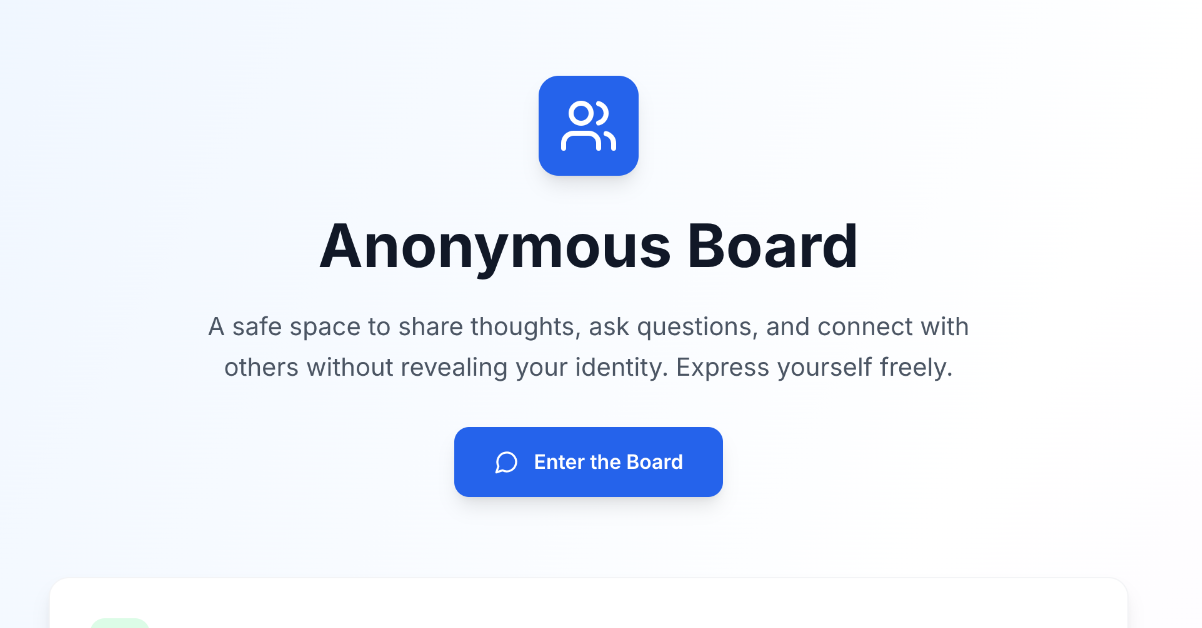 Anonymous Board
A safe space to share thoughts, ask questions, and connect with
others without revealing your identity. Express yourself freely.
Enter the Board